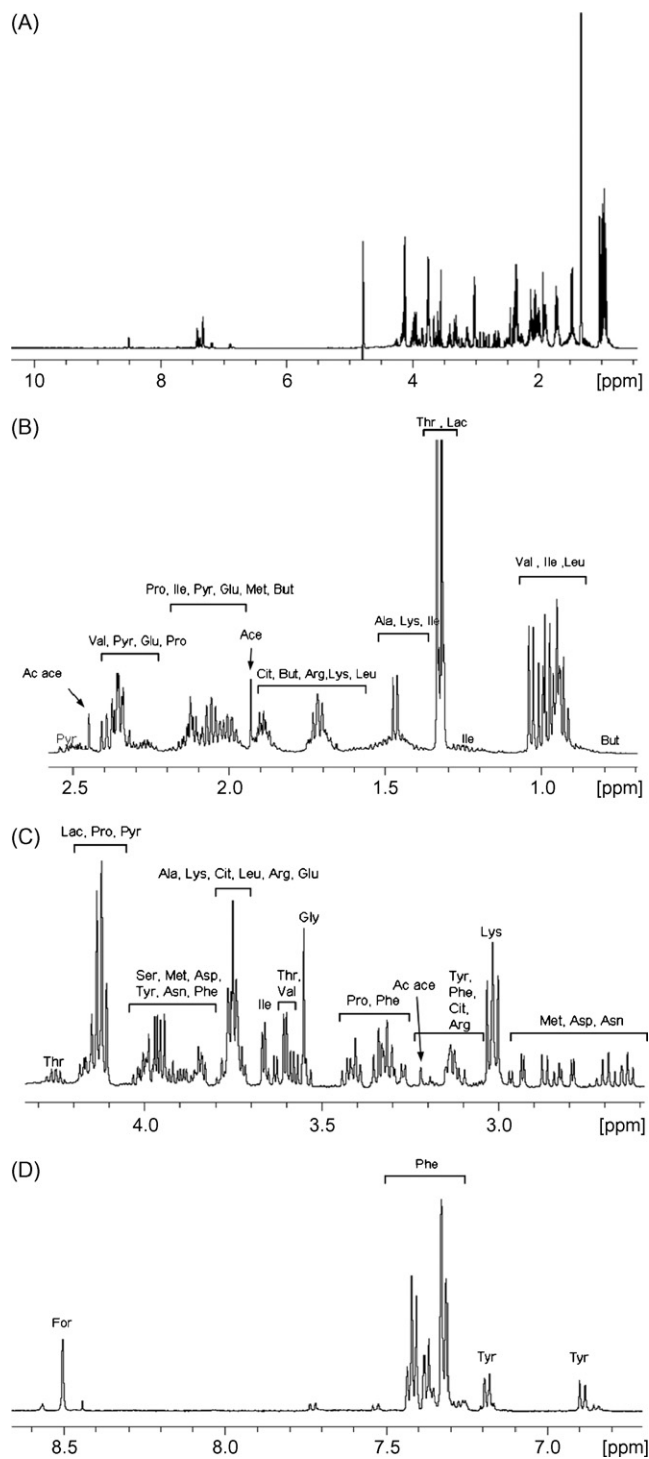 (A)
10 8 6 4 2 [ppm]
(B)
Thr , Lac
Val , Ile ,Leu
Pro, Ile, Pyr, Glu, Met, But
Ala, Lys, Ile
Val, Pyr, Glu, Pro
Ace
Cit, But, Arg,Lys, Leu
Ac ace
Pyr
Ile
But
2.5 2.0 1.5 1.0 [ppm]
(C)
Lac, Pro, Pyr
Ala, Lys, Cit, Leu, Arg, Glu
Gly
Lys
Ser, Met, Asp,
Tyr, Asn, Phe
Thr,
Val
Ile
Pro, Phe
Ac ace
Tyr,
Phe,
Cit,
Arg
Met, Asp, Asn
Thr
4.0 3.5 3.0 [ppm]
(D)
Phe
For
Tyr
Tyr
8.5 8.0 7.5 7.0 [ppm]